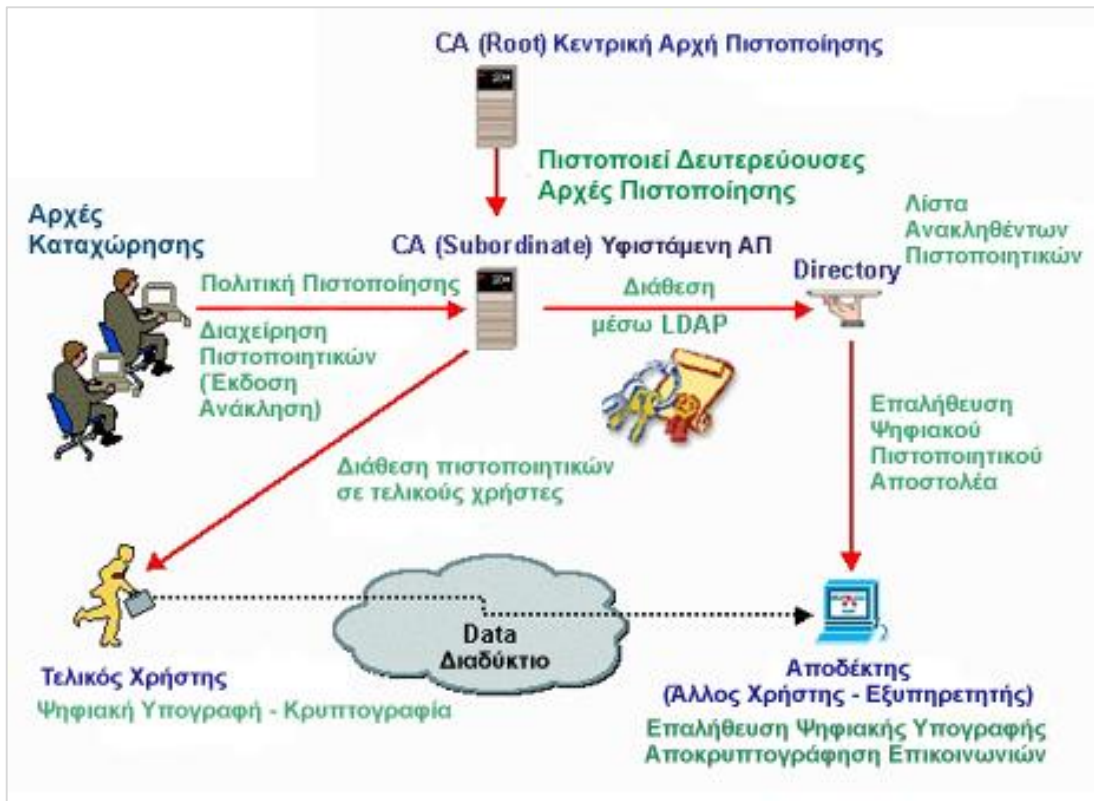 CA (Root) Κεντρική Αρχή Πιστοποίησης
Πιστοποιεί Δευτερεύουσες
Αρχές Πιστοποίησης
Αρχές
Καταχώρησης
CA (Subordinate) Υφιστάμενη ΑΠ
Λίστα
Ανακληθέντων
Πιστοποιητικών
Directory
Πολιτική Πιστοποίησης
Διαχείρηση
Πιστοποιητικών
(Έκδοση
Ανάκληση)
Διάθεση
μέσω LDAP
Επαλήθευση
Ψηφιακού
Πιστοποιητικού
Αποστολέα
Διάθεση πιστοποιητικών
σε τελικούς χρήστες
Data
Διαδύκτιο
Τελικός Χρήστης
Ψηφιακή Υπογραφή - Κρυπτογραφία
Αποδέκτης
(Άλλος Χρήστης - Εξυπηρετητής)
Επαλήθευση Ψηφιακής Υπογραφής
Αποκρυπτογράφηση Επικοινωνιών